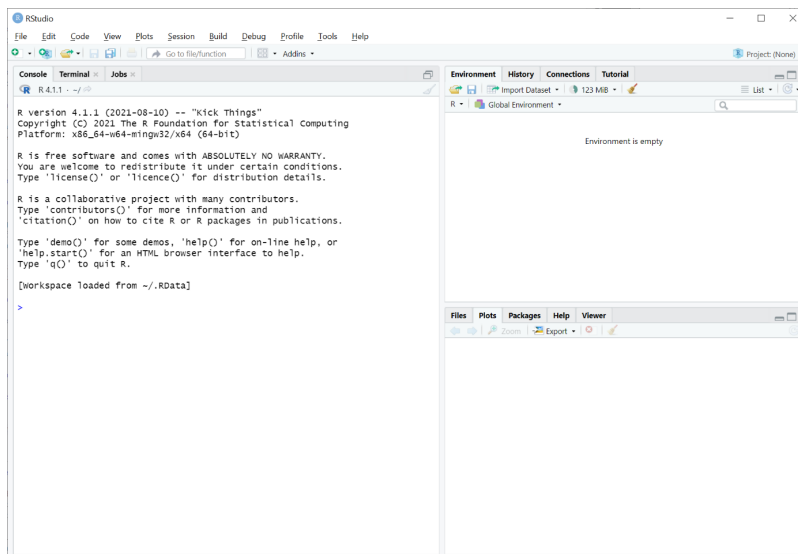 RStudio
File Edit Code View Plots Session Build Debug Profile Tools Help
Go to file/function Addins
Project: (None)
Console Terminal Jobs
R 4.1.1 · ~/
R version 4.1.1 (2021-08-10) -- "Kick Things"
Copyright (C) 2021 The R Foundation for Statistical Computing
Platform: x86_64-w64-mingw32/x64 (64-bit)
R is free software and comes with ABSOLUTELY NO WARRANTY.
You are welcome to redistribute it under certain conditions.
Type 'license()' or 'licence()' for distribution details.
R is a collaborative project with many contributors.
Type 'contributors()' for more information and
'citation()' on how to cite R or R packages in publications.
Type 'demo()' for some demos, 'help()' for on-line help, or
'help.start()' for an HTML browser interface to help.
Type 'q()' to quit R.
[Workspace loaded from ~/.RData]
>
Environment History Connections Tutorial
Import Dataset 123 MiB List
R Global Environment
Environment is empty
Files Plots Packages Help Viewer
Zoom Export